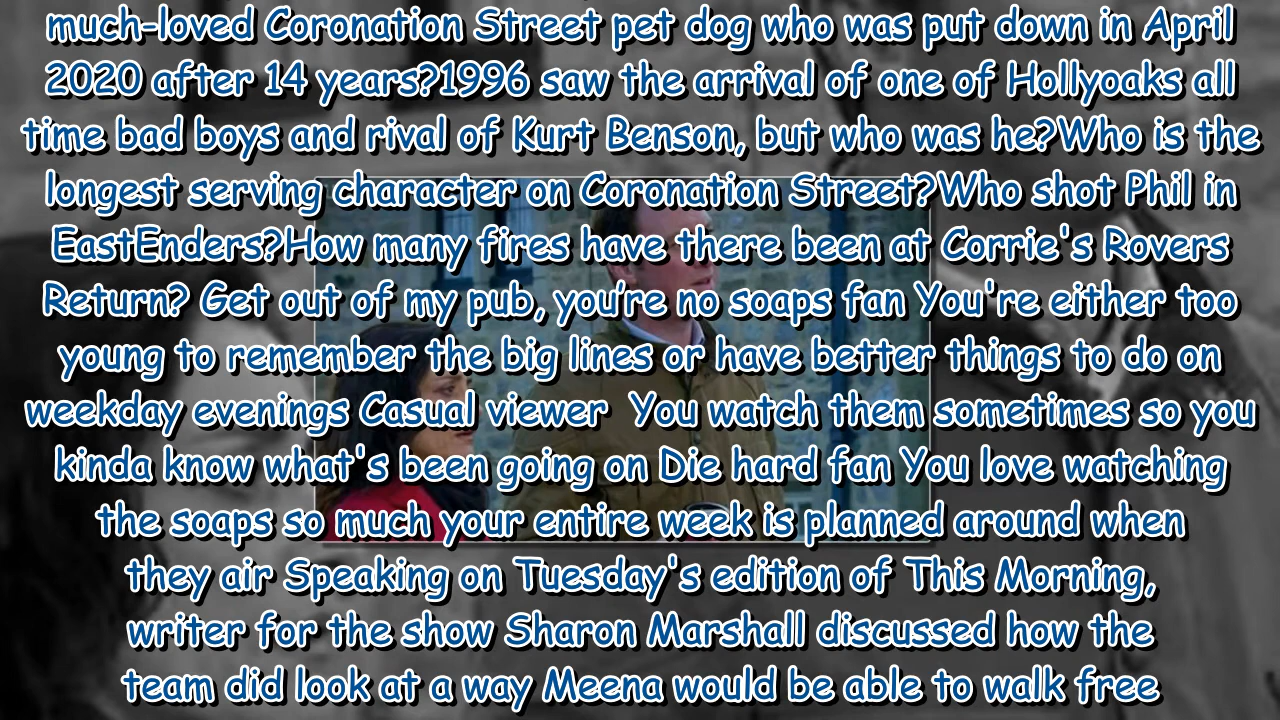 much-loved Coronation Street pet dog who was put down in April
2020 after 14 years?1996 saw the arrival of one of Hollyoaks all
time bad boys and rival of Kurt Benson, but who was he?Who is the
longest serving character on Coronation Street?Who shot Phil in
EastEnders?How many fires have there been at Corrie's Rovers
Return? Get out of my pub, you’re no soaps fan You're either too
young to remember the big lines or have better things to do on
weekday evenings Casual viewer  You watch them sometimes so you
kinda know what's been going on Die hard fan You love watching
the soaps so much your entire week is planned around when
they air Speaking on Tuesday's edition of This Morning,
writer for the show Sharon Marshall discussed how the
team did look at a way Meena would be able to walk free